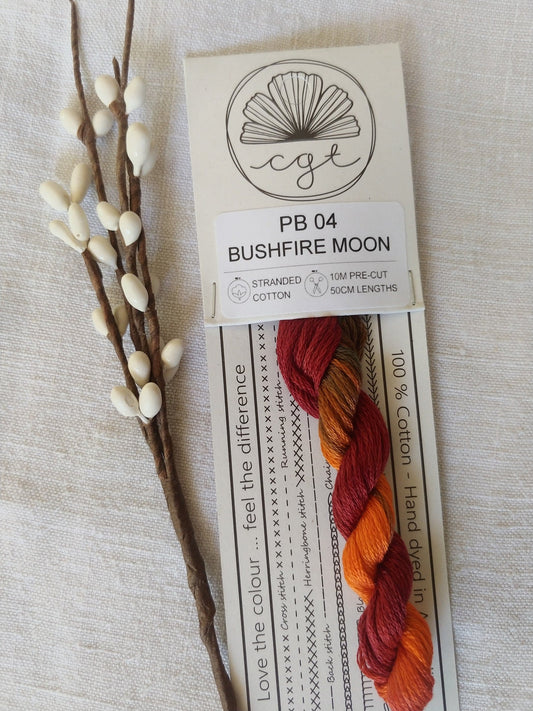 cgt
PB 04
BUSHFIRE MOON
STRANDED
COTTON
10M PRE-CUT
50CM LENGTHS
Love the colour ... feel the difference
Cross stitch
Running stitch
Herringbone stitch
Back stitch
100 % Cotton - Hand dyed in